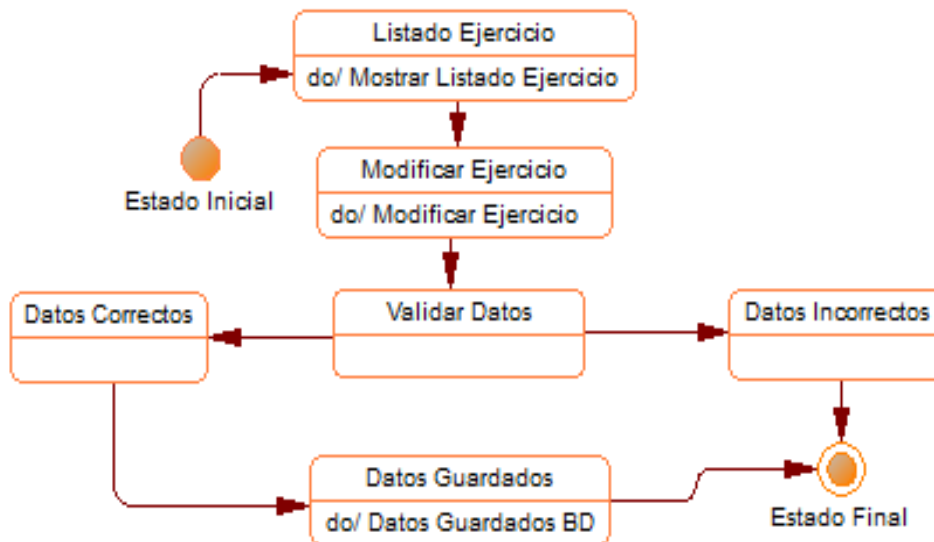 Listado Ejercicio
do/ Mostrar Listado Ejercicio
Estado Inicial
Modificar Ejercicio
do/ Modificar Ejercicio
Datos Correctos
Validar Datos
Datos Incorrectos
Datos Guardados
do/ Datos Guardados BD
Estado Final